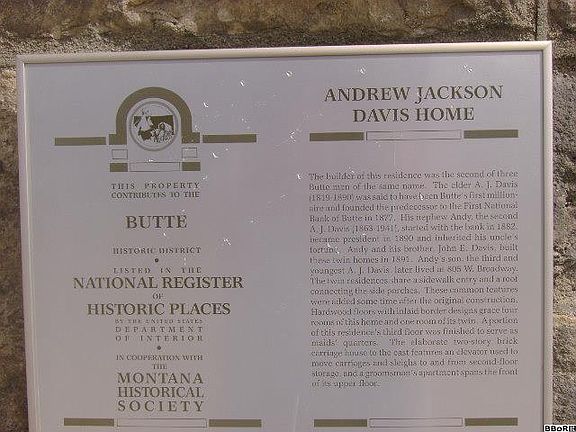 THIS PROPERTY
CONTRIBUTES TO THE
BUTTE
HISTORIC DISTRICT
LISTED IN THE
NATIONAL REGISTER
OF
HISTORIC PLACES
BY THE UNITED STATES
DEPARTMENT
OF INTERIOR
IN COOPERATION WITH
THE
MONTANA
HISTORICAL
SOCIETY
ANDREW JACKSON
DAVIS HOME
The builder of this residence was the second of three
Butte men of the same name. The elder A. J. Davis
(1819-1890) was said to have been Butte's first million-
aire and founded the predecessor to the First National
Bank of Butte in 1877. His nephew Andy, the second
A. J. Davis (1863-1941), started with the bank in 1882,
became president in 1890 and inherited his uncle's
fortune. Andy and his brother, John E. Davis, built
these twin homes in 1891. Andy's son, the third and
youngest A. J. Davis, later lived at 805 W. Broadway.
The twin residences share a sidewalk entry and a roof
connecting the side porches. These common features
were added some time after the original construction.
Hardwood floors with inlaid border designs grace four
rooms of this home and one room of its twin. A portion
of this residence's third floor was finished to serve as
maids' quarters. The elaborate two-story brick
carriage house to the east features an elevator used to
move carriages and sleighs to and from second-floor
storage, and a groomsman's apartment spans the front
of its upper floor.
BBoR